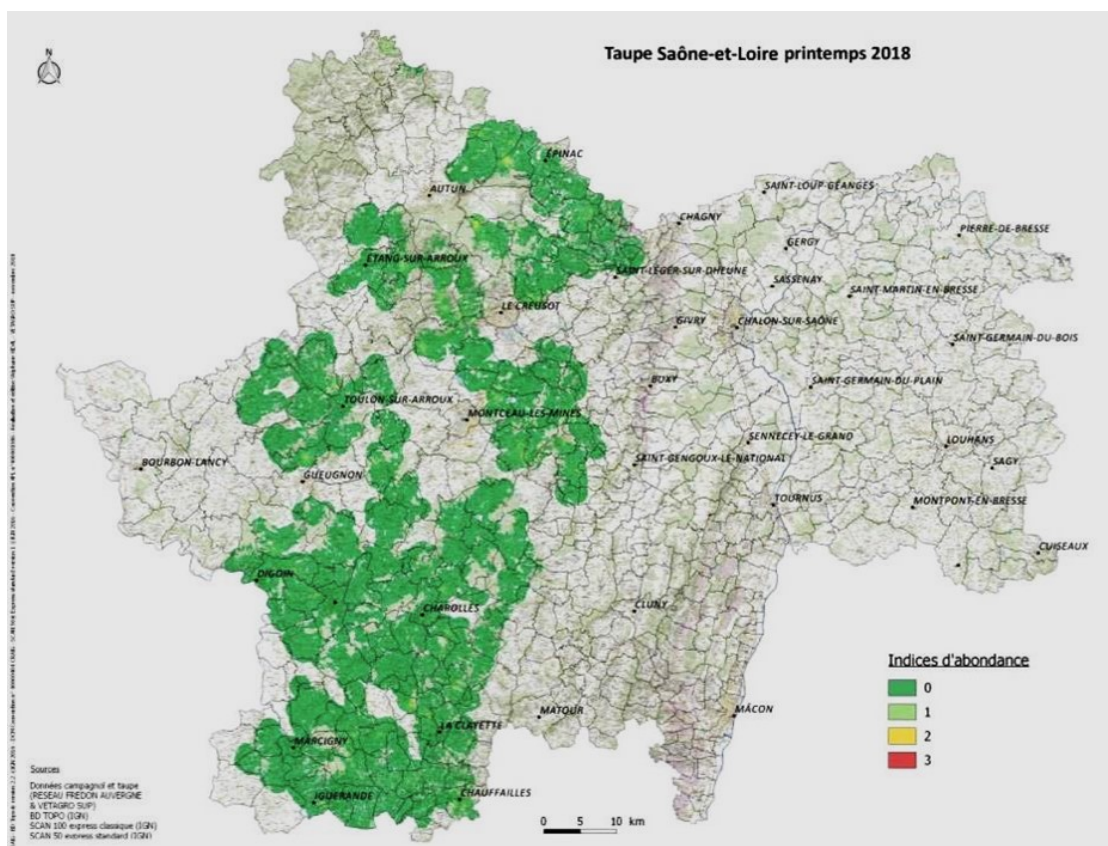 Taupe Saône-et-Loire printemps 2018
N
ÉPINAC
AUTUN
SAINT-LOUP-GÉANGES
CHAGNY
PIERRE-DE-BRESSE
GERGY
ETANG-SUR-ARROUX
SAINT-LÉGER-SUR-DHEUNE
SASSENAY
SAINT-MARTIN-EN-BRESSE
LE CREUSOT
GIVRY
CHALON-SUR-SAÔNE
SAINT-GERMAIN-DU-BOIS
BUXY
SAINT-GERMAIN-DU-PLAIN
TOULON-SUR-ARROUX
MONTCEAU-LES-MINES
SENNECEY-LE-GRAND
LOUHANS
BOURBON-LANCY
SAINT-GENGOUX-LE-NATIONAL
SAGY
GUEUGNON
TOURNUS
MONTPONT-EN-BRESSE
CUISEAUX
DIGOIN
CHAROLLES
CLUNY
MATOUR
MÂCON
LA CLAYETTE
MARCIGNY
IGUERANDE
CHAUFFAILLES
Indices d'abondance
0
1
2
3
Sources
Données campagnol et taupe
(RESEAU FREDON AUVERGNE
& VETAGRO SUP)
BD TOPO (IGN)
SCAN 100 express classique (IGN)
SCAN 50 express standard (IGN)
0 5 10 km